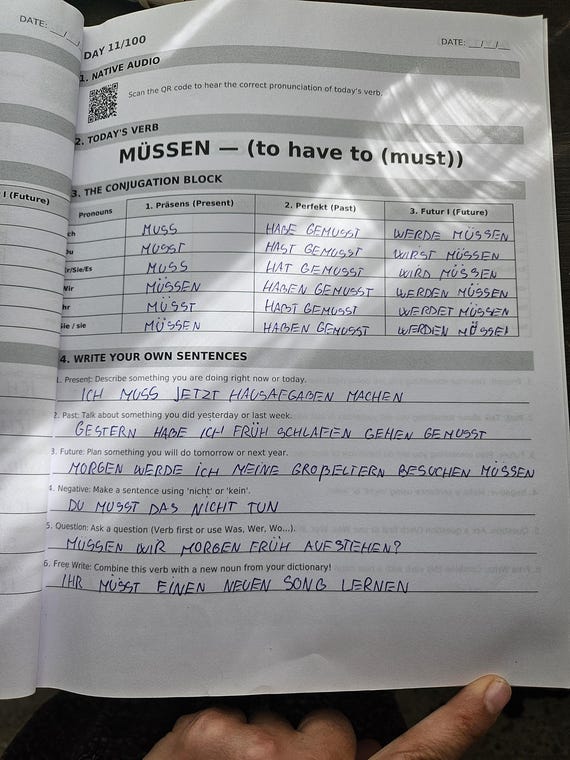 DATE: __/__/__
DAY 11/100
DATE: __/__/__
1. NATIVE AUDIO
Scan the QR code to hear the correct pronunciation of today's verb.
2. TODAY'S VERB
MÜSSEN — (to have to (must))
3. THE CONJUGATION BLOCK
I (Future)
Pronouns 1. Präsens (Present) 2. Perfekt (Past) 3. Futur I (Future)
ch MUSS HABE GEMUSST WERDE MÜSSEN
Du MUSST HAST GEMUSST WIRST MÜSSEN
Er/Sie/Es MUSS HAT GEMUSST WIRD MÜSSEN
Wir MÜSSEN HABEN GEMUSST WERDEN MÜSSEN
hr MÜSST HABT GEMUSST WERDET MÜSSEN
Sie / sie MÜSSEN HABEN GEMUSST WERDEN MÜSSEN
4. WRITE YOUR OWN SENTENCES
1. Present: Describe something you are doing right now or today.
ICH MUSS JETZT HAUSAFGABEN MACHEN
2. Past: Talk about something you did yesterday or last week.
GESTERN HABE ICH FRÜH SCHLAFEN GEHEN GEMUSST
3. Future: Plan something you will do tomorrow or next year.
MORGEN WERDE ICH MEINE GROßELTERN BESUCHEN MÜSSEN
4. Negative: Make a sentence using 'nicht' or 'kein'.
DU MUSST DAS NICHT TUN
5. Question: Ask a question (Verb first or use Was, Wer, Wo...).
MUSSEN WIR MORGEN FRÜH AUFSTEHEN?
6. Free Write: Combine this verb with a new noun from your dictionary!
IHR MÜSST EINEN NEUEN SONG LERNEN